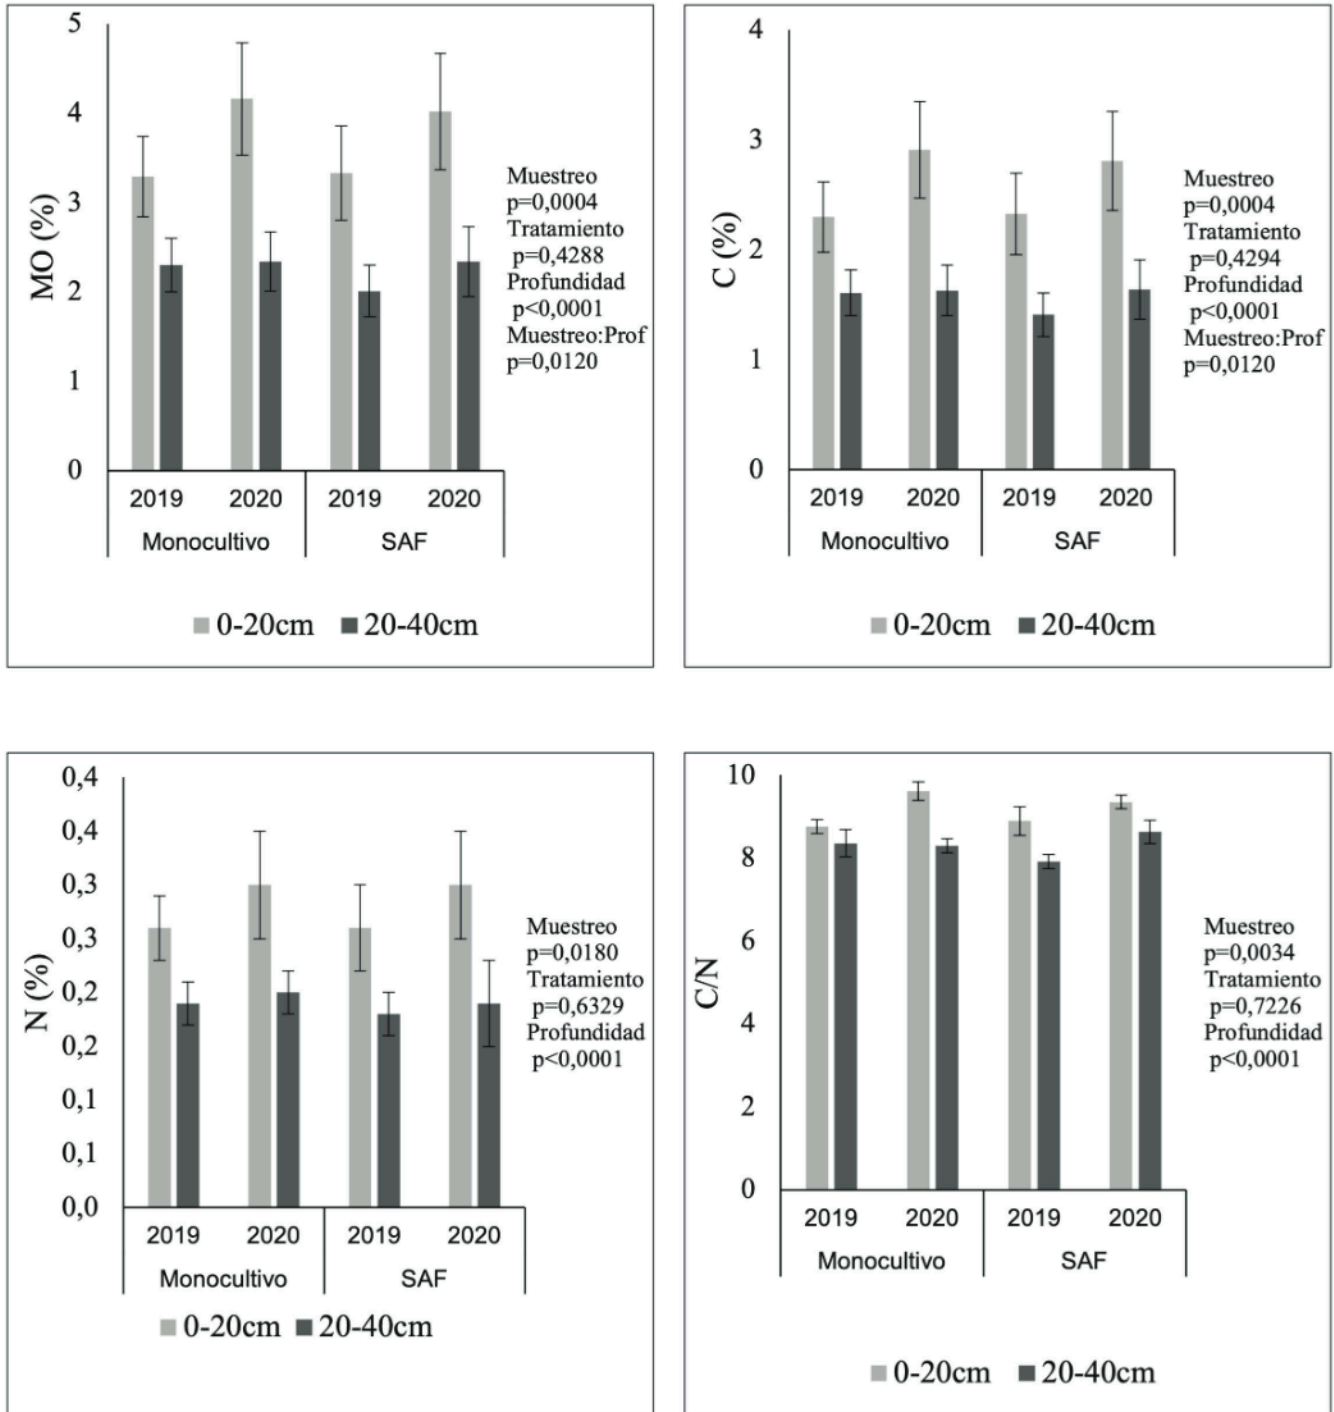 5
4
3
2
1
0
MO (%)
Muestreo
p=0,0004
Tratamiento
p=0,4288
Profundidad
p<0,0001
Muestreo:Prof
p=0,0120
2019 2020 2019 2020
Monocultivo SAF
0-20cm 20-40cm
4
3
2
1
0
C (%)
Muestreo
p=0,0004
Tratamiento
p=0,4294
Profundidad
p<0,0001
Muestreo:Prof
p=0,0120
2019 2020 2019 2020
Monocultivo SAF
0-20cm 20-40cm
0,4
0,4
0,3
0,3
0,2
0,2
0,1
0,1
0,0
N (%)
Muestreo
p=0,0180
Tratamiento
p=0,6329
Profundidad
p<0,0001
2019 2020 2019 2020
Monocultivo SAF
0-20cm 20-40cm
10
8
6
4
2
0
C/N
Muestreo
p=0,0034
Tratamiento
p=0,7226
Profundidad
p<0,0001
2019 2020 2019 2020
Monocultivo SAF
0-20cm 20-40cm